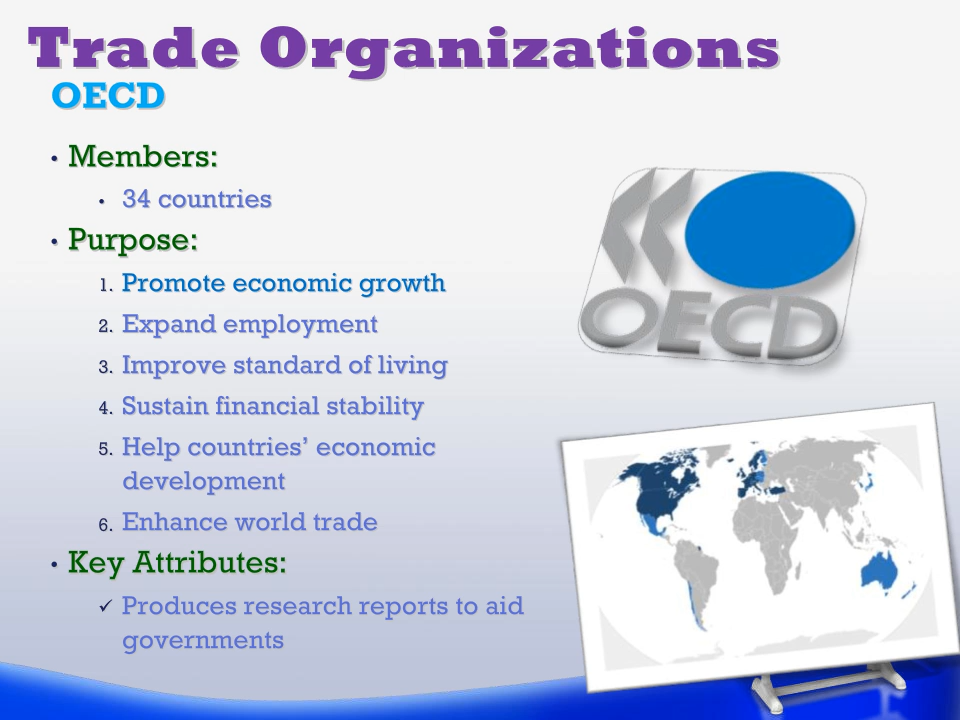 Trade Organizations
OECD
• Members:
• 34 countries
• Purpose:
1. Promote economic growth
2. Expand employment
3. Improve standard of living
4. Sustain financial stability
5. Help countries’ economic
development
6. Enhance world trade
• Key Attributes:
✓ Produces research reports to aid
governments
OECD